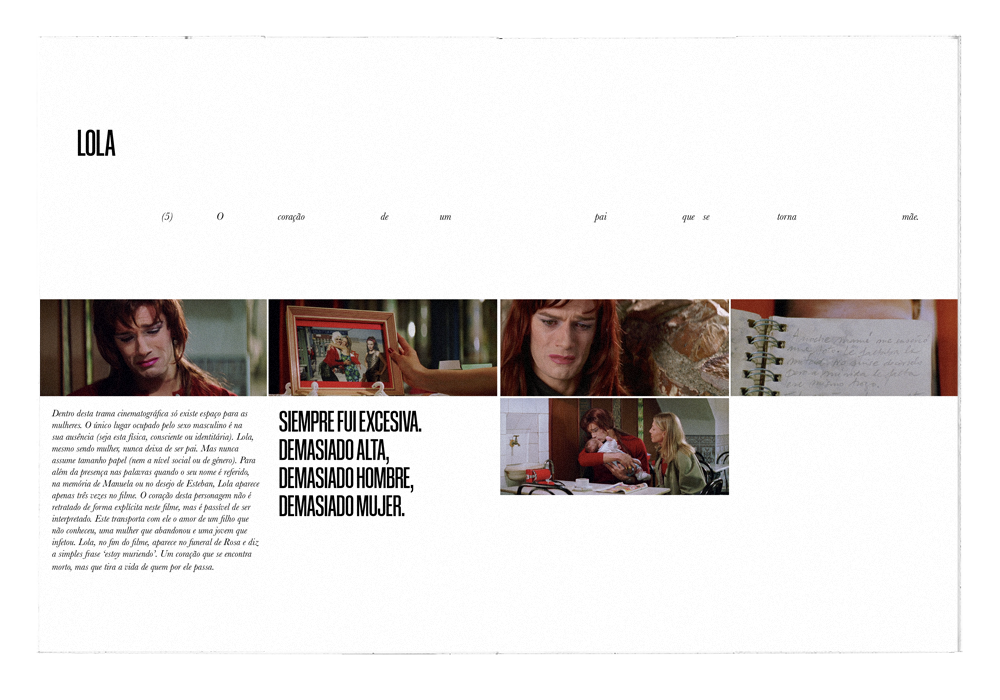 LOLA
(5) O coração de um pai que se torna mãe.
Dentro desta trama cinematográfica só existe espaço para as
mulheres. O único lugar ocupado pelo sexo masculino é na
sua ausência (seja esta física, consciente ou identitária). Lola,
mesmo sendo mulher, nunca deixa de ser pai. Mas nunca
assume tamanho papel (nem a nível social ou de género). Para
além da presença nas palavras quando o seu nome é referido,
na memória de Manuela ou no desejo de Esteban, Lola aparece
apenas três vezes no filme. O coração desta personagem não é
retratado de forma explícita neste filme, mas é passível de ser
interpretado. Este transporta com ele o amor de um filho que
não conheceu, uma mulher que abandonou e uma jovem que
infetou. Lola, no fim do filme, aparece no funeral de Rosa e diz
a simples frase ‘estoy muriendo’. Um coração que se encontra
morto, mas que tira a vida de quem por ele passa.
SIEMPRE FUI EXCESIVA.
DEMASIADO ALTA,
DEMASIADO HOMBRE,
DEMASIADO MUJER.